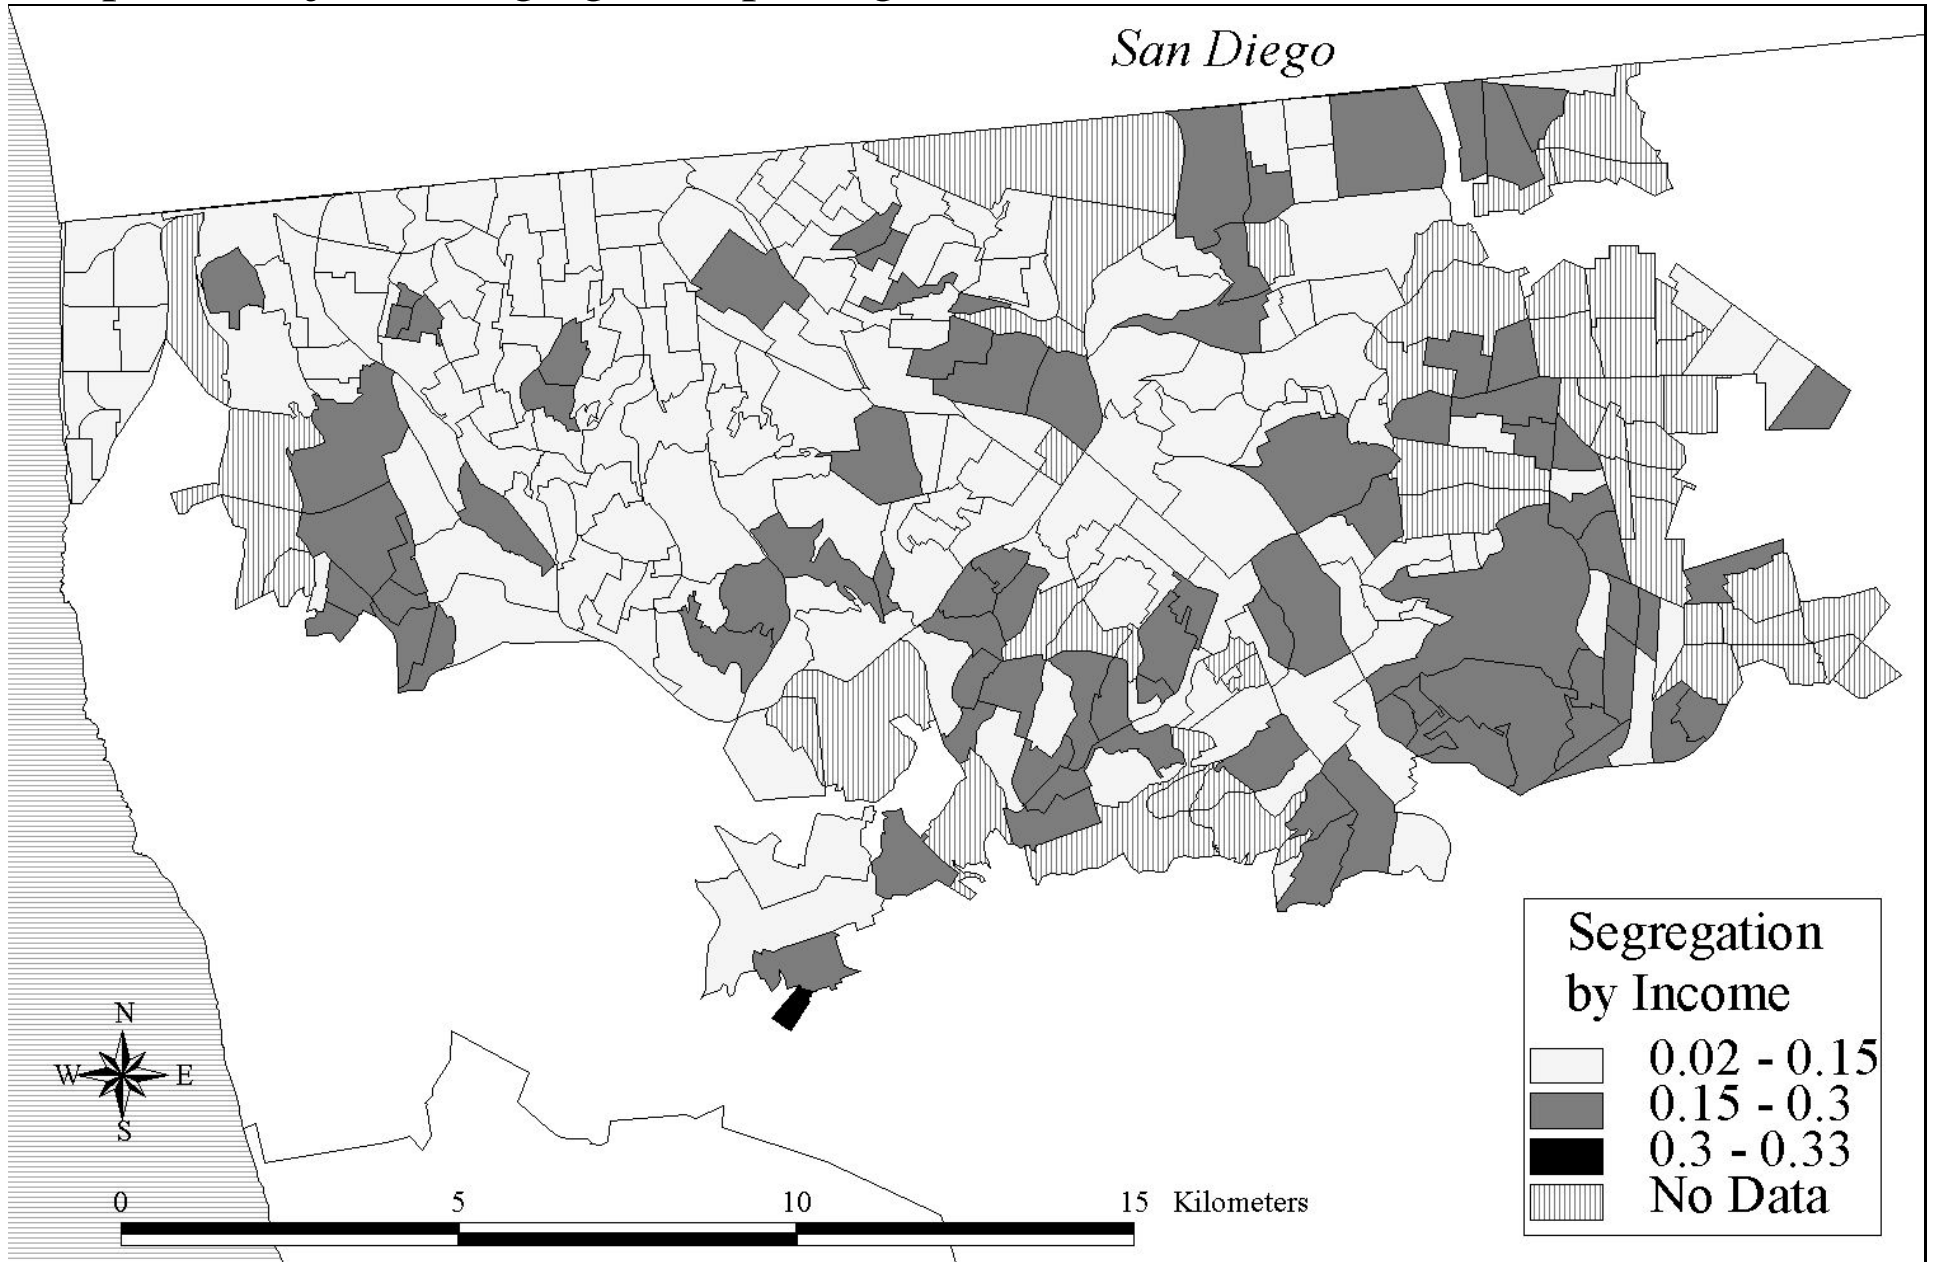 San Diego
Segregation
by Income
0.02 - 0.15
0.15 - 0.3
0.3 - 0.33
No Data
N
W E
S
0 5 10 15 Kilometers